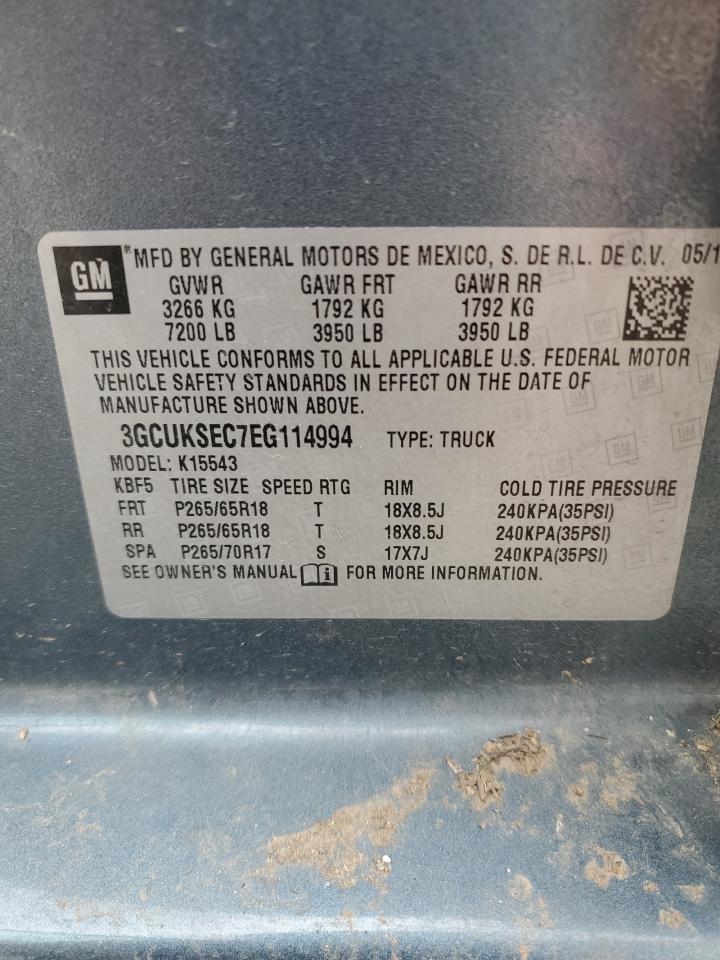 GM
®MFD BY GENERAL MOTORS DE MEXICO, S. DE R.L. DE C.V. 05/1
GVWR GAWR FRT GAWR RR
3266 KG 1792 KG 1792 KG
7200 LB 3950 LB 3950 LB
THIS VEHICLE CONFORMS TO ALL APPLICABLE U.S. FEDERAL MOTOR
VEHICLE SAFETY STANDARDS IN EFFECT ON THE DATE OF
MANUFACTURE SHOWN ABOVE.
3GCUKSEC7EG114994 TYPE: TRUCK
MODEL: K15543
KBF5 TIRE SIZE SPEED RTG RIM COLD TIRE PRESSURE
FRT P265/65R18 T 18X8.5J 240KPA(35PSI)
RR P265/65R18 T 18X8.5J 240KPA(35PSI)
SPA P265/70R17 S 17X7J 240KPA(35PSI)
SEE OWNER'S MANUAL FOR MORE INFORMATION.